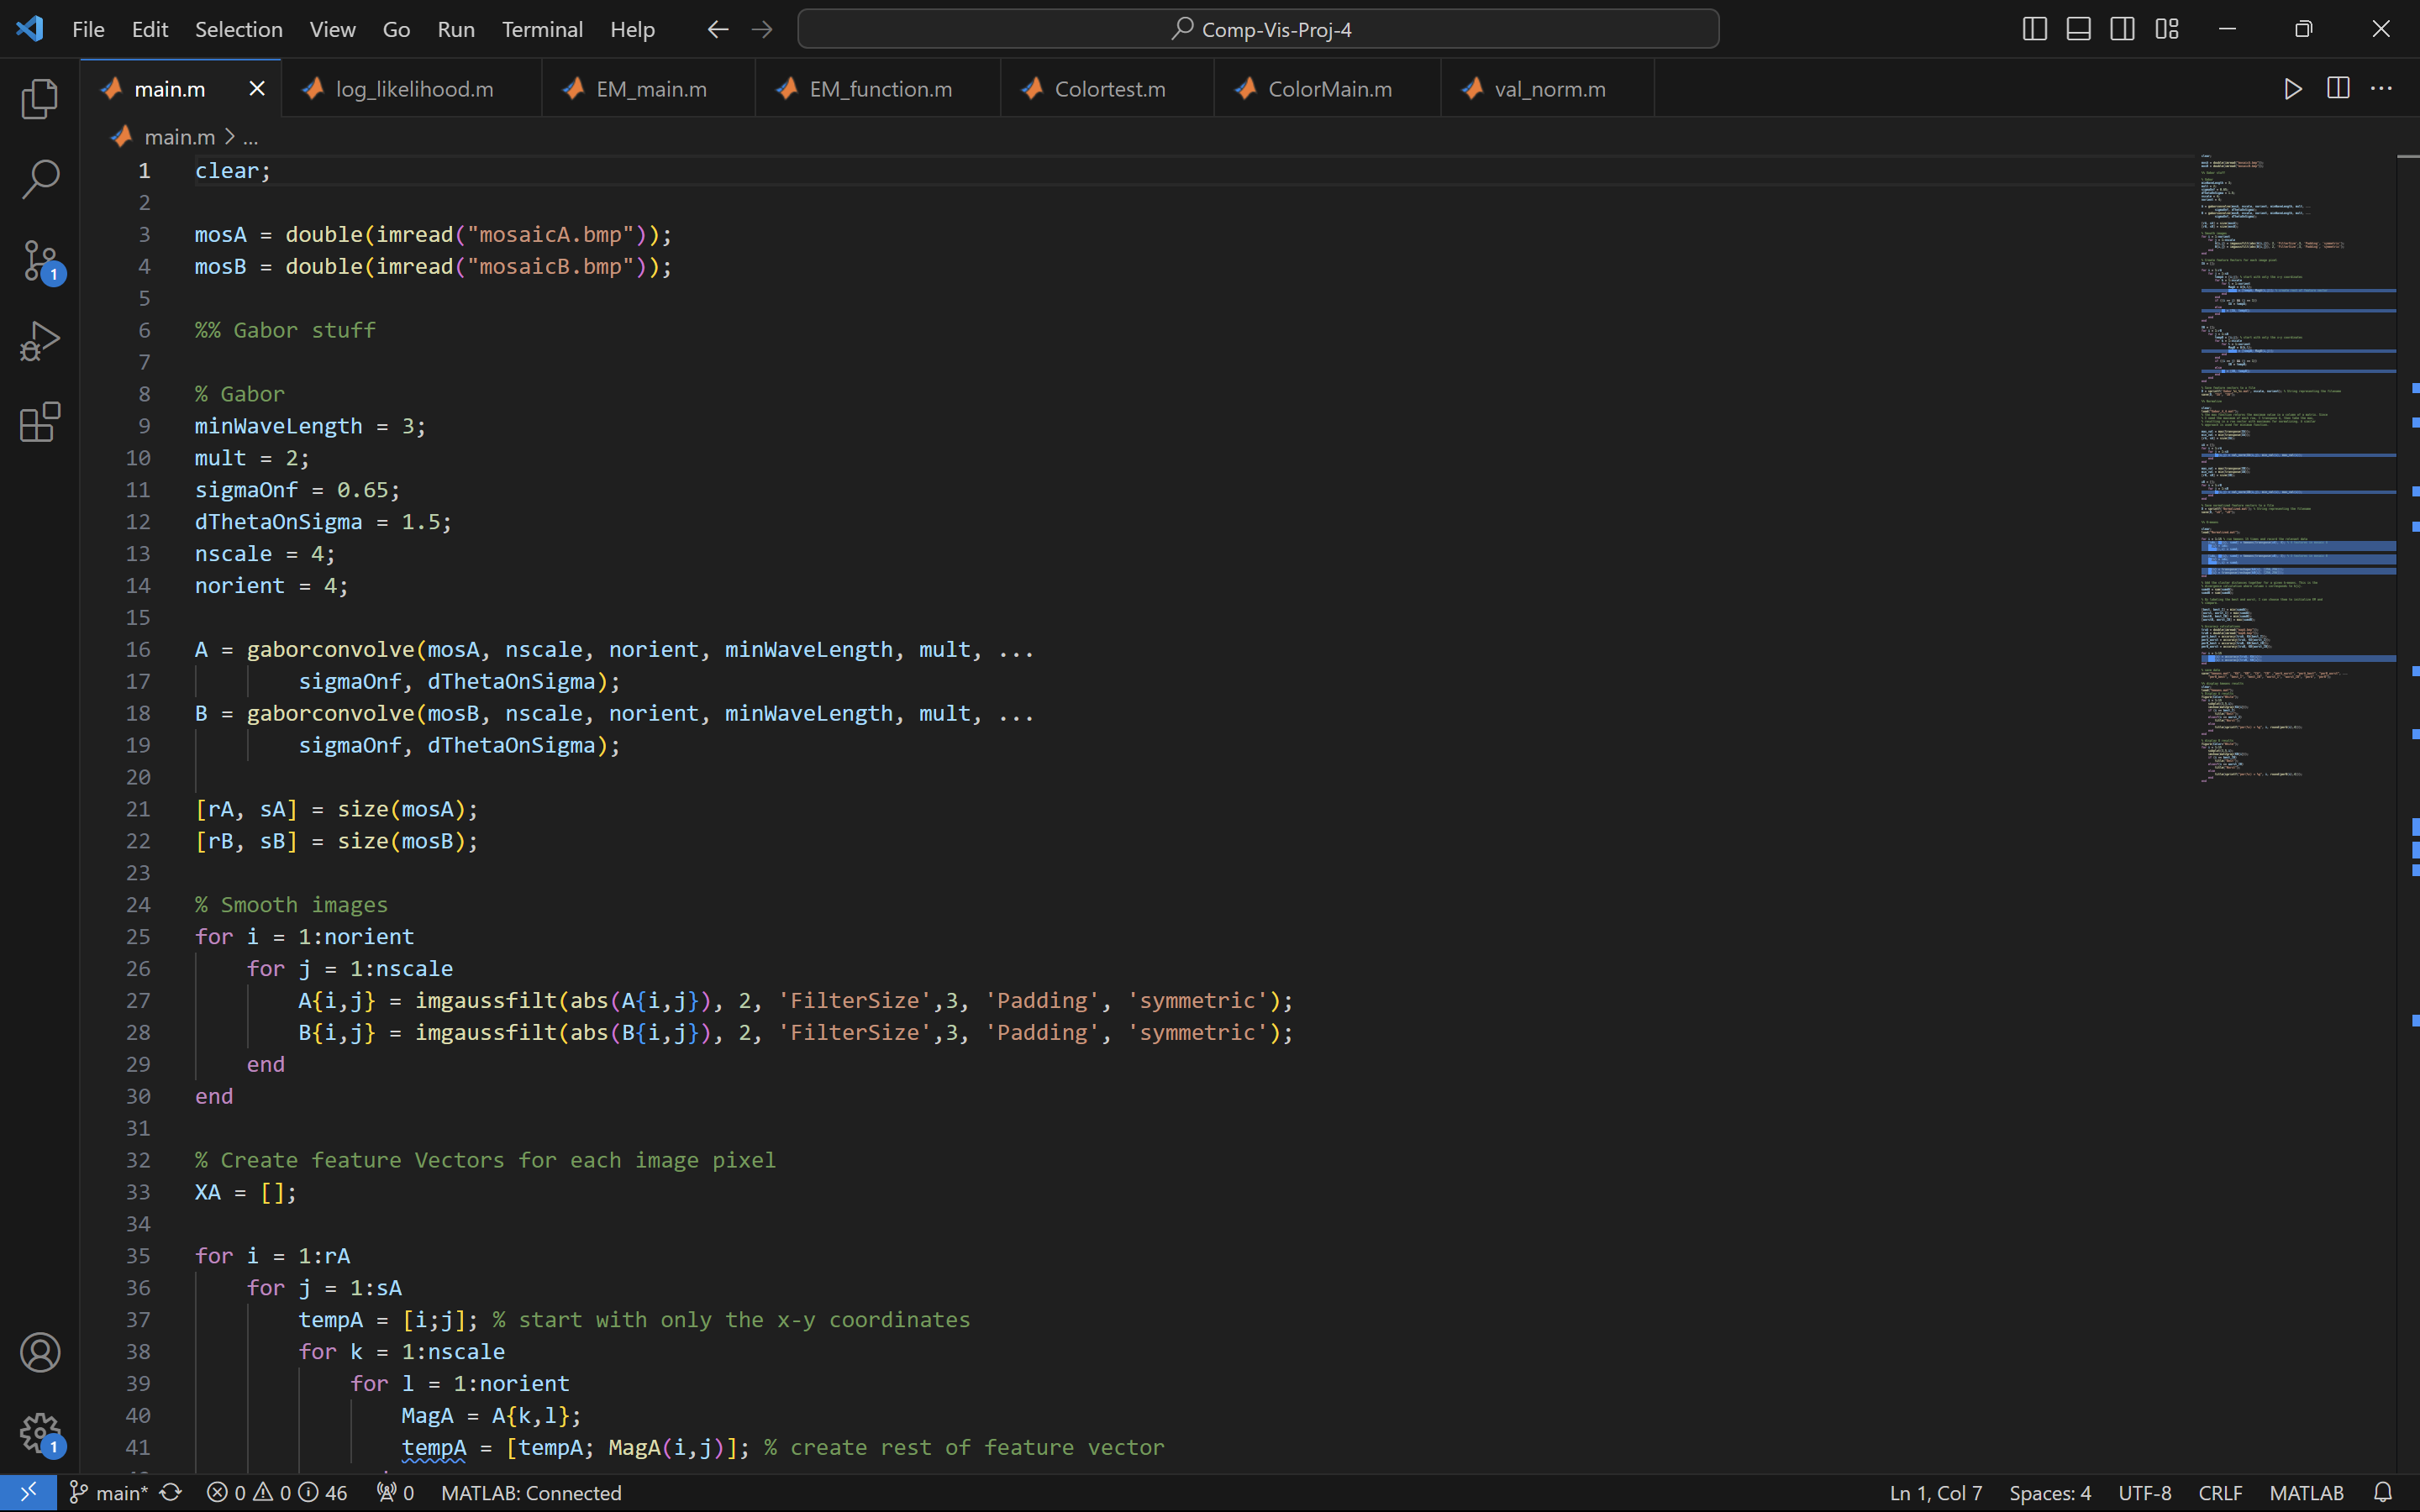 File Edit Selection View Go Run Terminal Help Comp-Vis-Proj-4
main.m log_likelihood.m EM_main.m EM_function.m Colortest.m ColorMain.m val_norm.m
main.m > ...
1 clear;
2
3 mosA = double(imread("mosaicA.bmp"));
4 mosB = double(imread("mosaicB.bmp"));
5
6 %% Gabor stuff
7
8 % Gabor
9 minWaveLength = 3;
10 mult = 2;
11 sigmaOnf = 0.65;
12 dThetaOnSigma = 1.5;
13 nscale = 4;
14 norient = 4;
15
16 A = gaborconvolve(mosA, nscale, norient, minWaveLength, mult, ...
17 sigmaOnf, dThetaOnSigma);
18 B = gaborconvolve(mosB, nscale, norient, minWaveLength, mult, ...
19 sigmaOnf, dThetaOnSigma);
20
21 [rA, sA] = size(mosA);
22 [rB, sB] = size(mosB);
23
24 % Smooth images
25 for i = 1:norient
26 for j = 1:nscale
27 A{i,j} = imgaussfilt(abs(A{i,j}), 2, 'FilterSize',3, 'Padding', 'symmetric');
28 B{i,j} = imgaussfilt(abs(B{i,j}), 2, 'FilterSize',3, 'Padding', 'symmetric');
29 end
30 end
31
32 % Create feature Vectors for each image pixel
33 XA = [];
34
35 for i = 1:rA
36 for j = 1:sA
37 tempA = [i;j]; % start with only the x-y coordinates
38 for k = 1:nscale
39 for l = 1:norient
40 MagA = A{k,l};
41 tempA = [tempA; MagA(i,j)]; % create rest of feature vector
1
1
main* 0 0 46 0 MATLAB: Connected Ln 1, Col 7 Spaces: 4 UTF-8 CRLF MATLAB